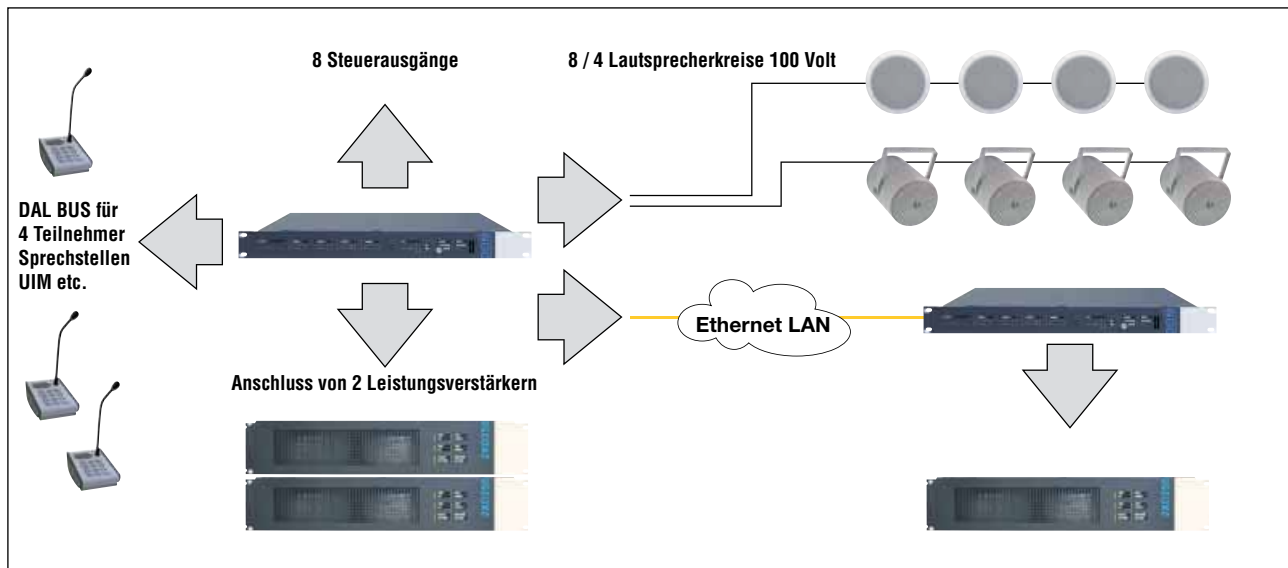 8 Steuerausgänge
8 / 4 Lautsprecherkreise 100 Volt
DAL BUS für
4 Teilnehmer
Sprechstellen
UIM etc.
Ethernet LAN
Anschluss von 2 Leistungsverstärkern